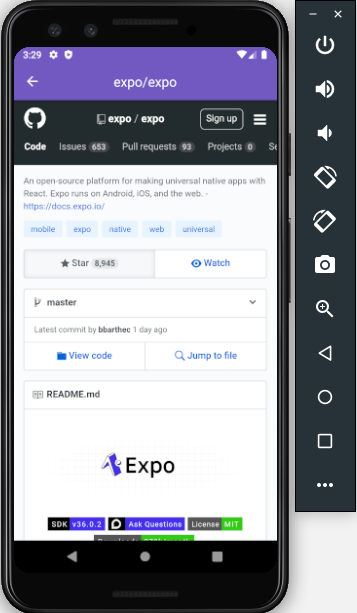 3:29
expo/expo
expo / expo
Sign up
Code Issues 653 Pull requests 93 Projects 0 Se
An open-source platform for making universal native apps with
React. Expo runs on Android, iOS, and the web. -
https://docs.expo.io/
mobile expo native web universal
Star 8,945 Watch
master
Latest commit by bbarthec 1 day ago
View code Jump to file
README.md
Expo
SDK v36.0.2 Ask Questions License MIT